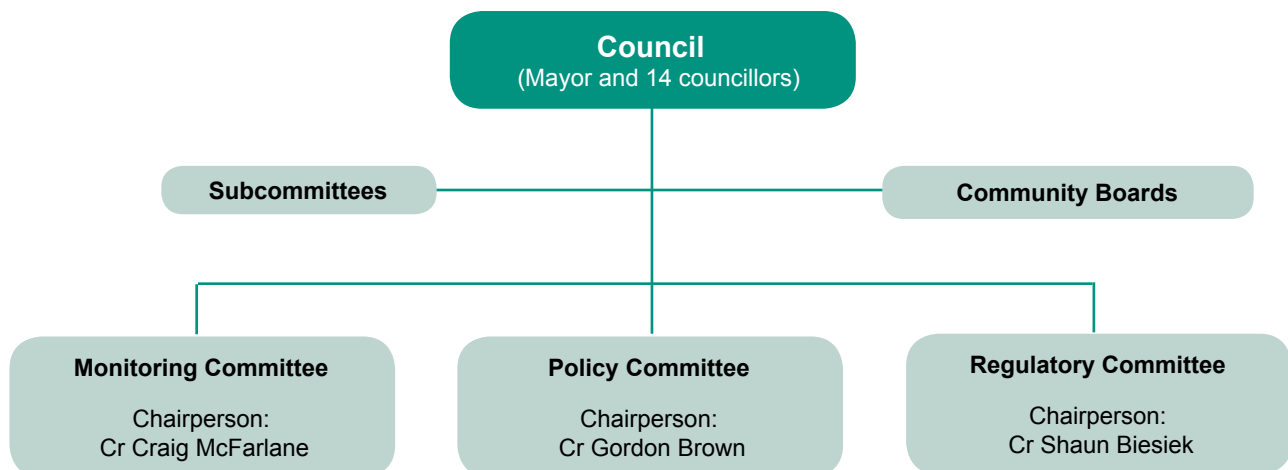 Council
(Mayor and 14 councillors)
Subcommittees
Community Boards
Monitoring Committee
Chairperson:
Cr Craig McFarlane
Policy Committee
Chairperson:
Cr Gordon Brown
Regulatory Committee
Chairperson:
Cr Shaun Biesiek